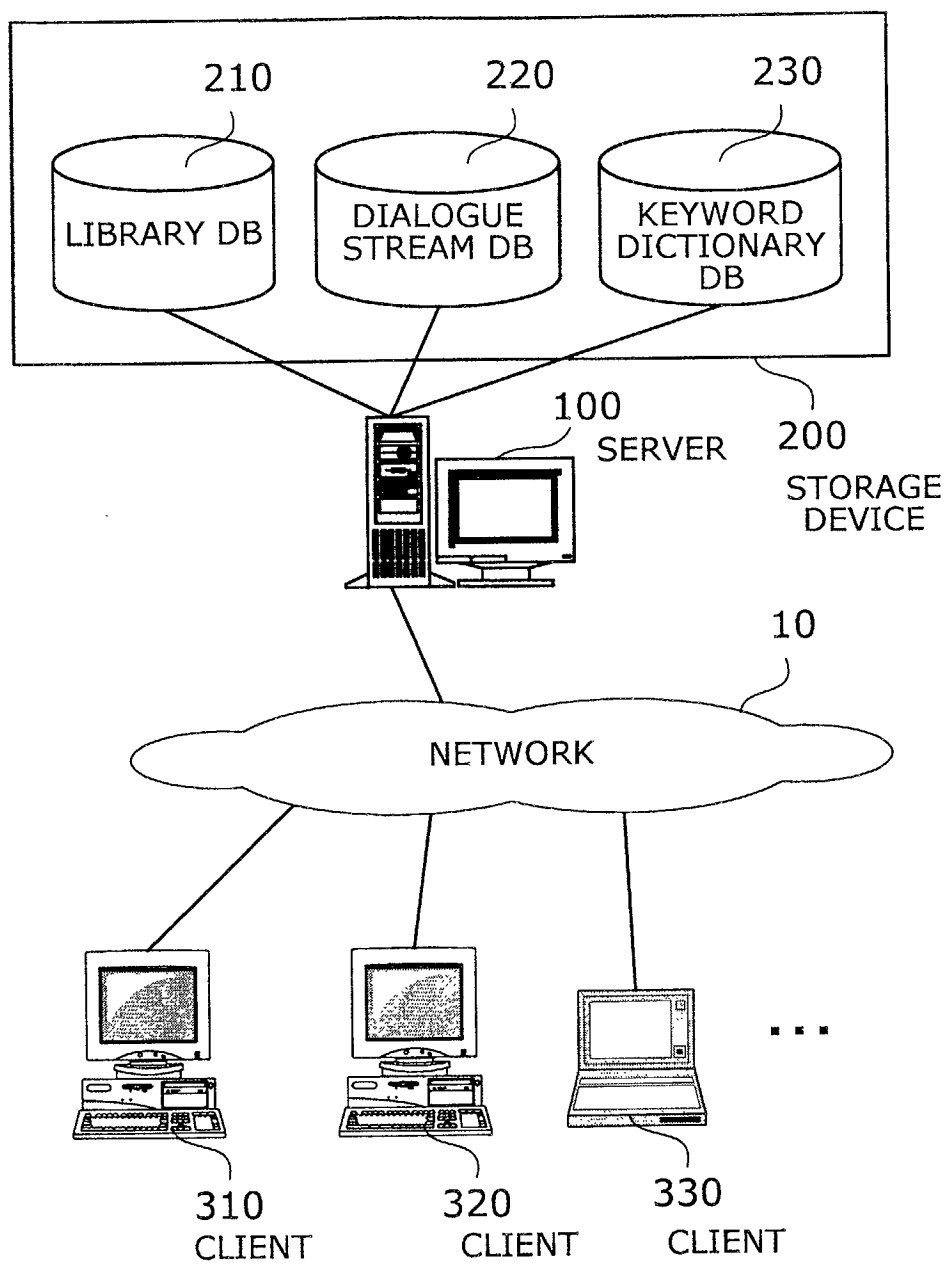 210
220
230
LIBRARY DB
DIALOGUE
STREAM DB
KEYWORD
DICTIONARY
DB
100
SERVER
200
STORAGE
DEVICE
10
NETWORK
310
CLIENT
320
CLIENT
330
CLIENT